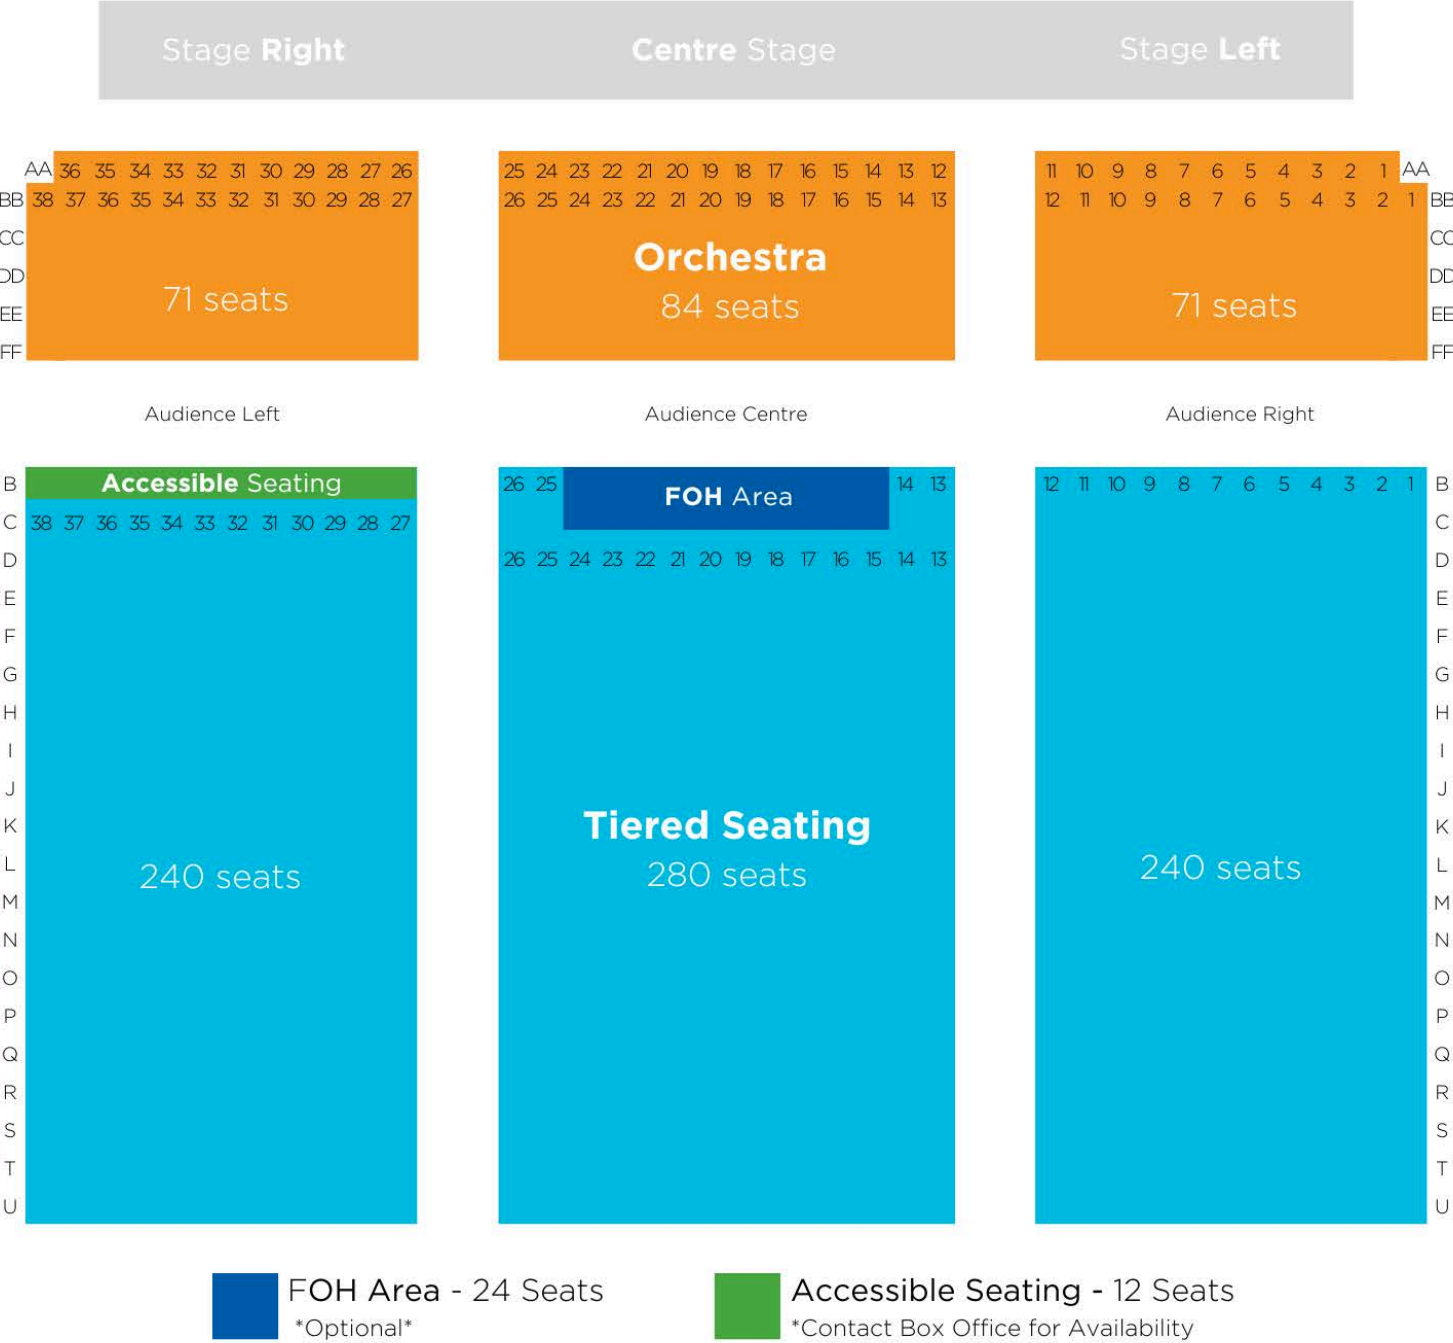 Stage Right Centre Stage Stage Left
AA 36 35 34 33 32 31 30 29 28 27 26 25 24 23 22 21 20 19 18 17 16 15 14 13 12 11 10 9 8 7 6 5 4 3 2 1 AA
BB 38 37 36 35 34 33 32 31 30 29 28 27 26 25 24 23 22 21 20 19 18 17 16 15 14 13 12 11 10 9 8 7 6 5 4 3 2 1 BB
CC CC
Orchestra
DD DD
71 seats 84 seats 71 seats
EE EE
FF FF
Audience Left Audience Centre Audience Right
B Accessible Seating 26 25 FOH Area 14 13 12 11 10 9 8 7 6 5 4 3 2 1 B
C 38 37 36 35 34 33 32 31 30 29 28 27 C
D 26 25 24 23 22 21 20 19 18 17 16 15 14 13 D
E E
F F
G G
H H
I I
J J
K Tiered Seating K
L L
240 seats 280 seats 240 seats
M M
N N
O O
P P
Q Q
R R
S S
T T
U U
FOH Area - 24 Seats Accessible Seating - 12 Seats
*Optional* *Contact Box Office for Availability